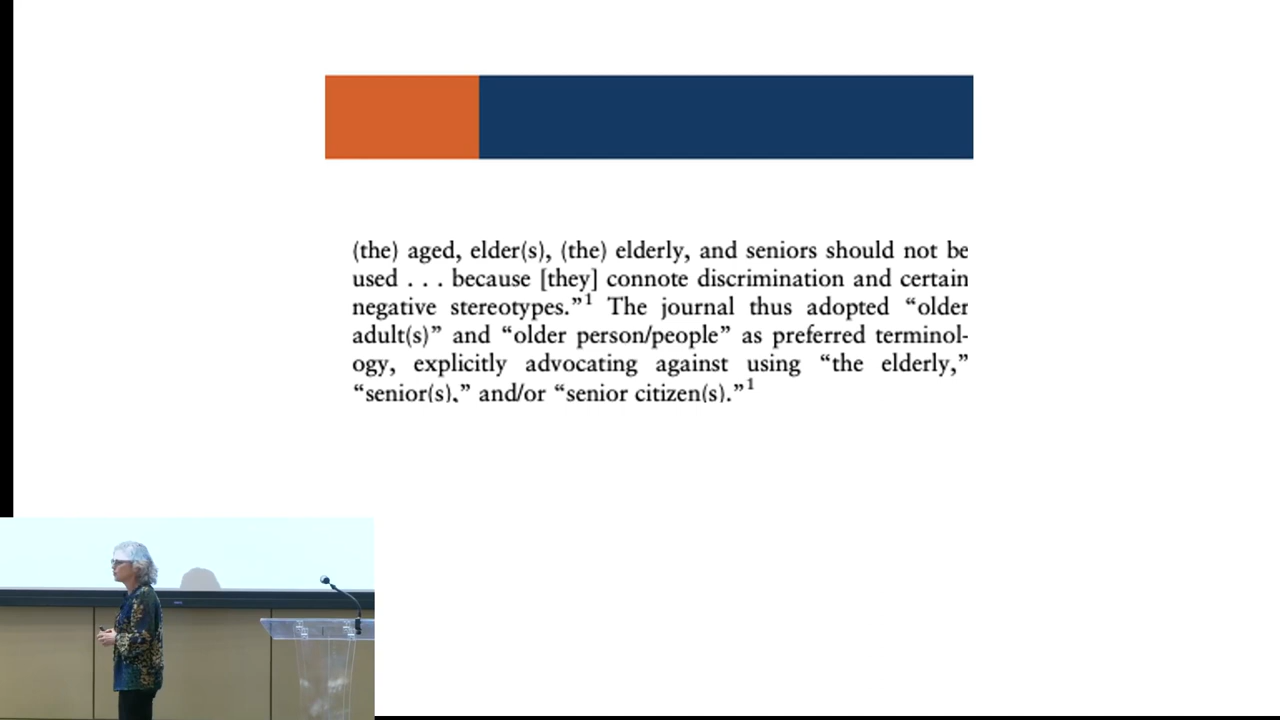 (the) aged, elder(s), (the) elderly, and seniors should not be
used . . . because [they] connote discrimination and certain
negative stereotypes.”1 The journal thus adopted “older
adult(s)” and “older person/people” as preferred terminol-
ogy, explicitly advocating against using “the elderly,”
“senior(s),” and/or “senior citizen(s).”1